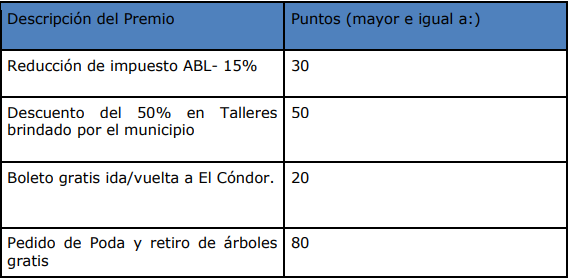 Descripción del Premio
Puntos (mayor e igual a:)
Reducción de impuesto ABL- 15%
30
Descuento del 50% en Talleres
brindado por el municipio
50
Boleto gratis ida/vuelta a El Cóndor.
20
Pedido de Poda y retiro de árboles
gratis
80